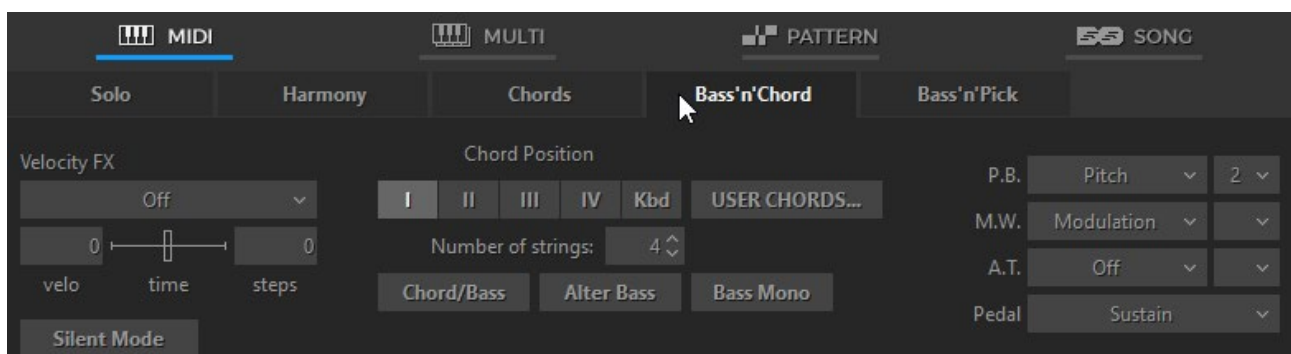 MIDI MULTI PATTERN SONG
Solo Harmony Chords Bass'n'Chord Bass'n'Pick
Velocity FX Chord Position
P.B. Pitch 2
Off I II III IV Kbd USER CHORDS...
M.W. Modulation
0 0 Number of strings: 4
A.T. Off
velo time steps Chord/Bass Alter Bass Bass Mono
Pedal Sustain
Silent Mode